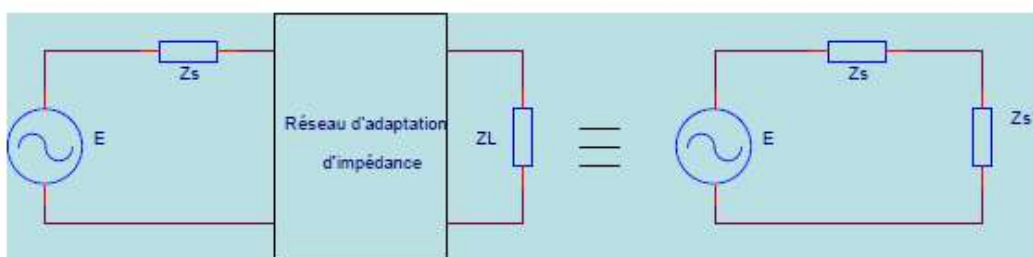 Zs
E
Réseau d'adaptation
d'impédance
ZL
Zs
E
Zs